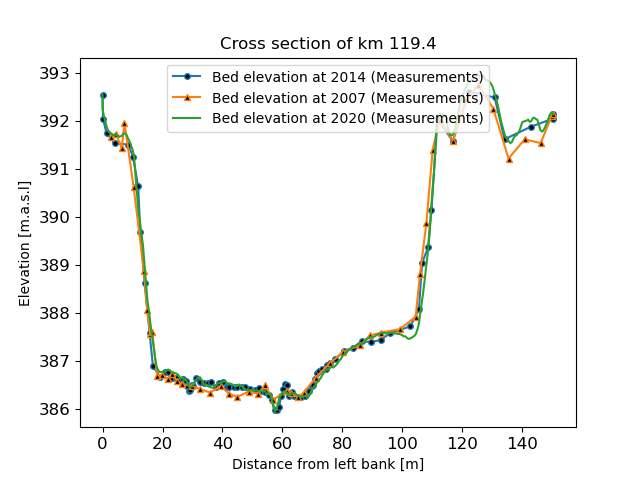 Cross section of km 119.4
Bed elevation at 2014 (Measurements)
Bed elevation at 2007 (Measurements)
Bed elevation at 2020 (Measurements)
Elevation [m.a.s.l]
393
392
391
390
389
388
387
386
0 20 40 60 80 100 120 140
Distance from left bank [m]